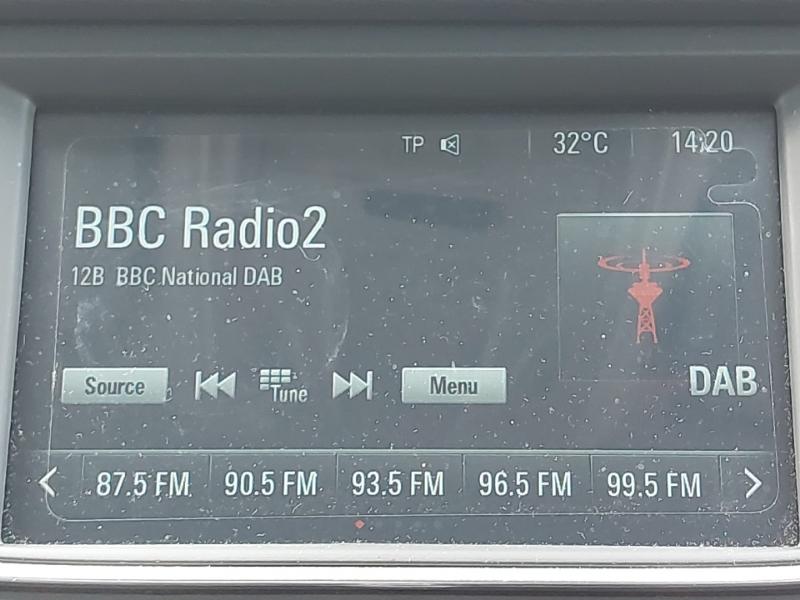 TP 32°C 14:20
BBC Radio2
12B BBC National DAB
Source Tune Menu
DAB
87.5 FM 90.5 FM 93.5 FM 96.5 FM 99.5 FM